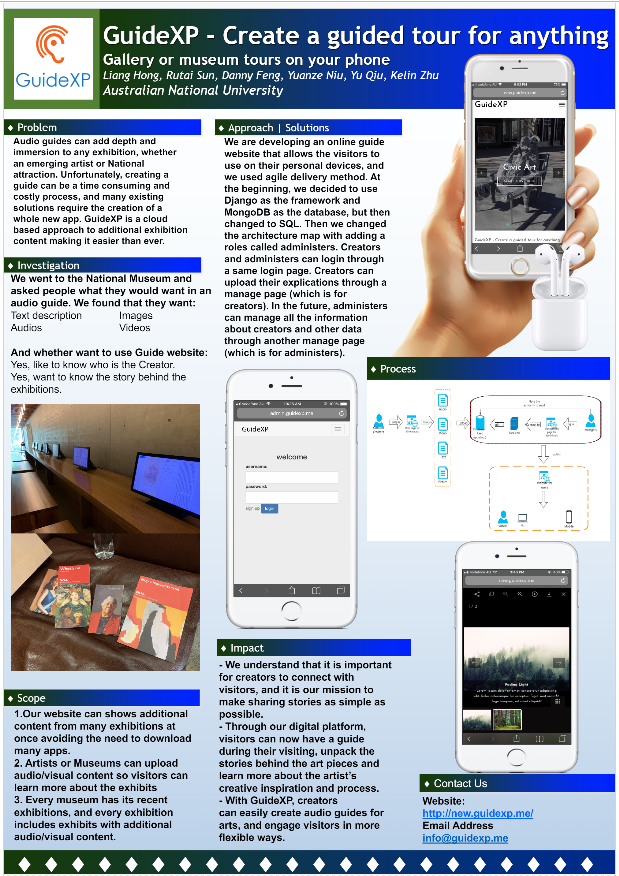 GuideXP - Create a guided tour for anything
Gallery or museum tours on your phone
Liang Hong, Rutai Sun, Danny Feng, Yuanze Niu, Yu Qiu, Kelin Zhu
Australian National University
GuideXP
♦ Problem
Audio guides can add depth and
immersion to any exhibition, whether
an emerging artist or National
attraction. Unfortunately, creating a
guide can be a time consuming and
costly process, and many existing
solutions require the creation of a
whole new app. GuideXP is a cloud
based approach to additional exhibition
content making it easier than ever.
♦ Investigation
We went to the National Museum and
asked people what they would want in an
audio guide. We found that they want:
Text description Images
Audios Videos
And whether want to use Guide website:
Yes, like to know who is the Creator.
Yes, want to know the story behind the
exhibitions.
♦ Scope
1.Our website can shows additional
content from many exhibitions at
once avoiding the need to download
many apps.
2. Artists or Museums can upload
audio/visual content so visitors can
learn more about the exhibits
3. Every museum has its recent
exhibitions, and every exhibition
includes exhibits with additional
audio/visual content.
♦ Approach | Solutions
We are developing an online guide
website that allows the visitors to
use on their personal devices, and
we used agile delivery method. At
the beginning, we decided to use
Django as the framework and
MongoDB as the database, but then
changed to SQL. Then we changed
the architecture map with adding a
roles called administers. Creators
and administers can login through
a same login page. Creators can
upload their explications through a
manage page (which is for
creators). In the future, administers
can manage all the information
about creators and other data
through another manage page
(which is for administers).
admin.guidexp.me
GuideXP
welcome
username:
password:
sign up login
♦ Impact
- We understand that it is important
for creators to connect with
visitors, and it is our mission to
make sharing stories as simple as
possible.
- Through our digital platform,
visitors can now have a guide
during their visiting, unpack the
stories behind the art pieces and
learn more about the artist's
creative inspiration and process.
- With GuideXP, creators
can easily create audio guides for
arts, and engage visitors in more
flexible ways.
new.guidexp.me
GuideXP
Civic Art
GuideXP - Create a guided tour for anything
♦ Process
new.guidexp.me
1 / 2
Fading Light
♦ Contact Us
Website:
http://new.guidexp.me/
Email Address
info@guidexp.me